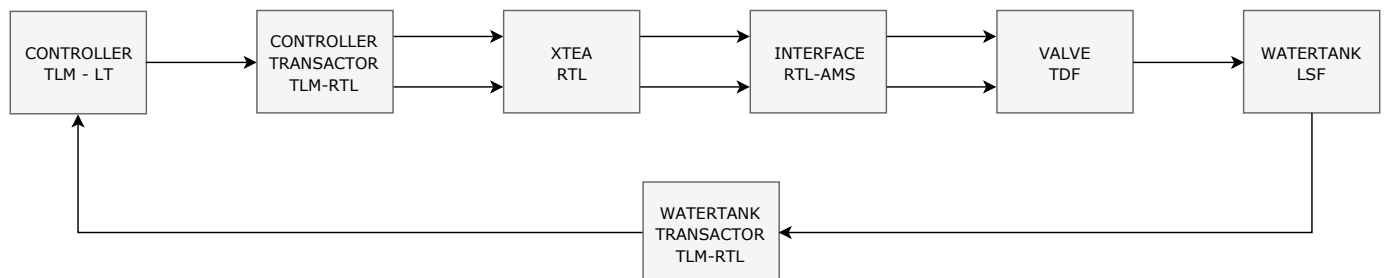 CONTROLLER
TLM - LT
CONTROLLER
TRANSACTOR
TLM-RTL
XTEA
RTL
INTERFACE
RTL-AMS
VALVE
TDF
WATERTANK
LSF
WATERTANK
TRANSACTOR
TLM-RTL